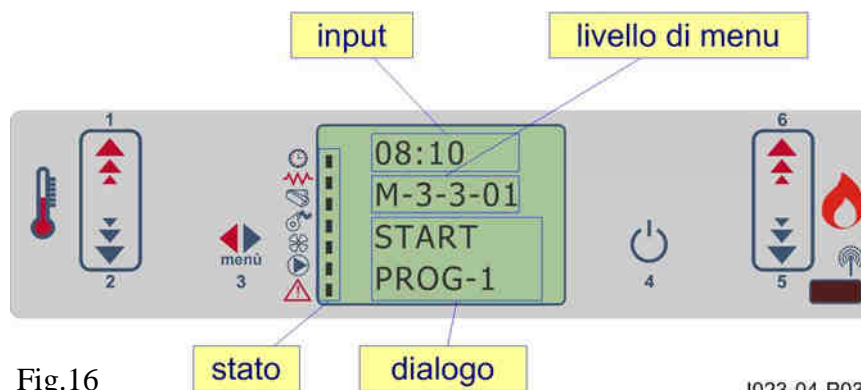 input
livello di menu
1
6
08:10
M-3-3-01
START
PROG-1
menù
2
3
4
5
stato
dialogo
Fig.16
J023_04_P03